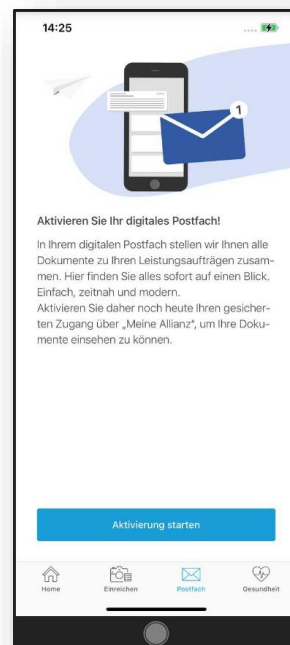 14:25
1
Aktivieren Sie Ihr digitales Postfach!
In Ihrem digitalen Postfach stellen wir Ihnen alle
Dokumente zu Ihren Leistungsaufträgen zusam-
men. Hier finden Sie alles sofort auf einen Blick.
Einfach, zeitnah und modern.
Aktivieren Sie daher noch heute Ihren gesicher-
ten Zugang über „Meine Allianz“, um Ihre Doku-
mente einsehen zu können.
Aktivierung starten
Home Einreichen Postfach Gesundheit